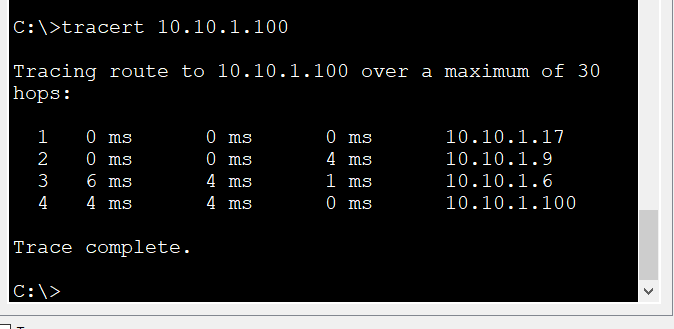 C:\>tracert 10.10.1.100
Tracing route to 10.10.1.100 over a maximum of 30
hops:
1 0 ms 0 ms 0 ms 10.10.1.17
2 0 ms 0 ms 4 ms 10.10.1.9
3 6 ms 4 ms 1 ms 10.10.1.6
4 4 ms 4 ms 0 ms 10.10.1.100
Trace complete.
C:\>